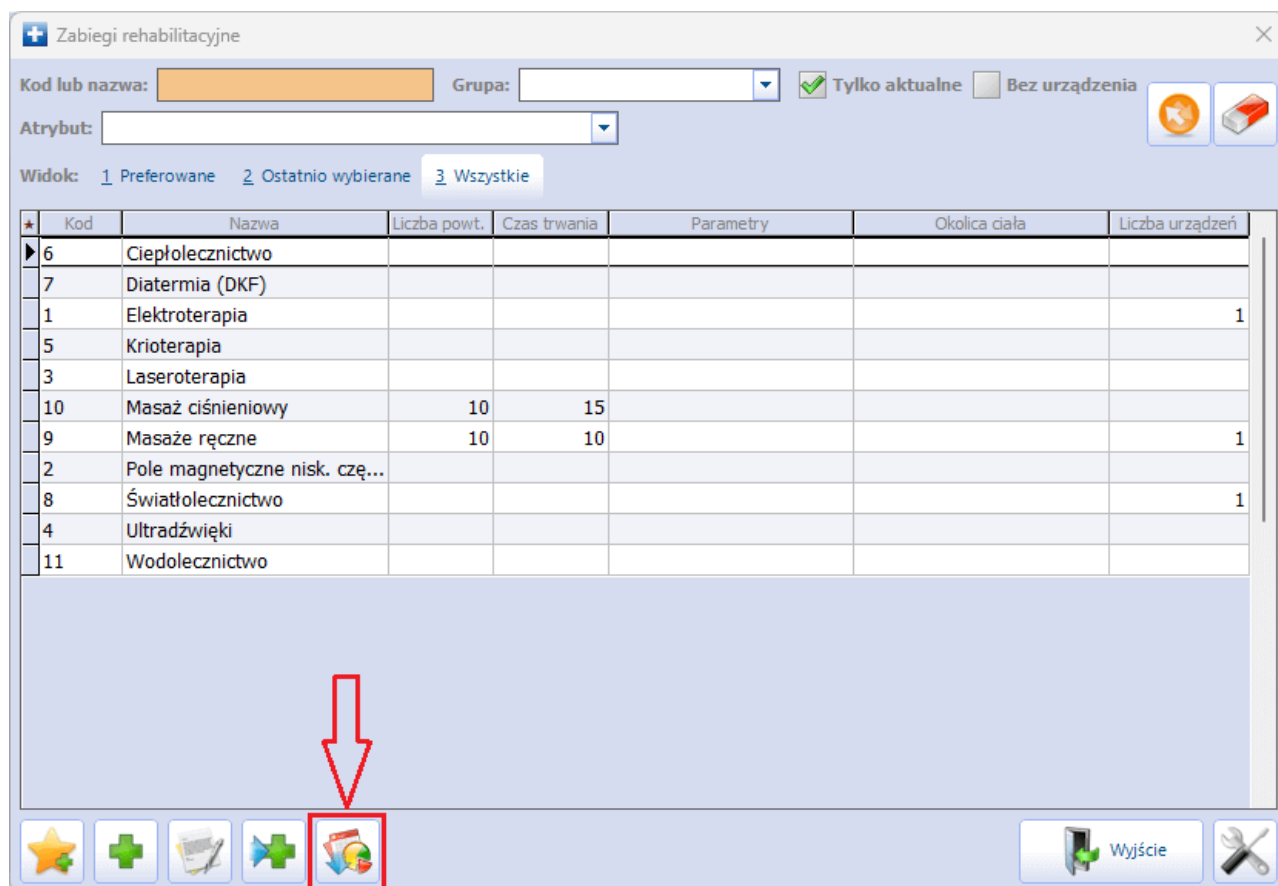 Zabiegi rehabilitacyjne
Kod lub nazwa: Grupa: Tylko aktualne Bez urządzenia
Atrybut:
Widok: 1 Preferowane 2 Ostatnio wybierane 3 Wszystkie
Kod Nazwa Liczba powt. Czas trwania Parametry Okolica ciała Liczba urządzeń
6 Ciepłolecznictwo
7 Diatermia (DKF)
1 Elektroterapia 1
5 Krioterapia
3 Laseroterapia
10 Masaż ciśnieniowy 10 15
9 Masaże ręczne 10 10 1
2 Pole magnetyczne nisk. czę...
8 Światłolecznictwo 1
4 Ultradźwięki
11 Wodolecznictwo
Wyjście